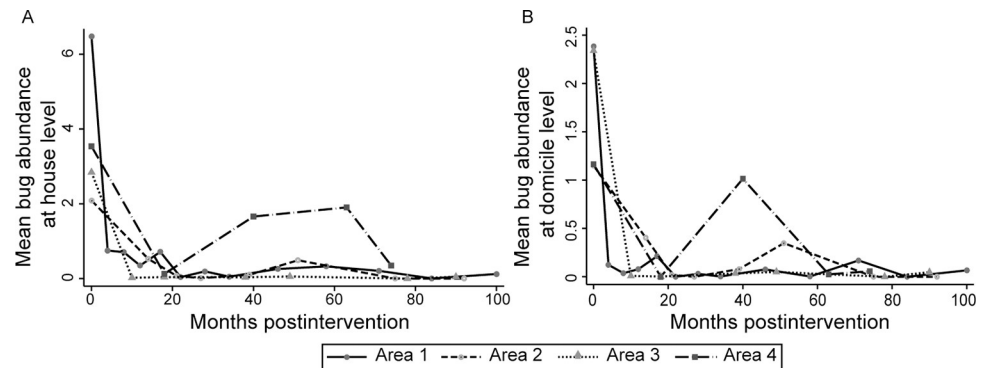 A
Mean bug abundance
at house level
6
4
2
0
0 20 40 60 80 100
Months postintervention
B
Mean bug abundance
at domicile level
2.5
2
1.5
1
0.5
0
0 20 40 60 80 100
Months postintervention
Area 1 Area 2 Area 3 Area 4